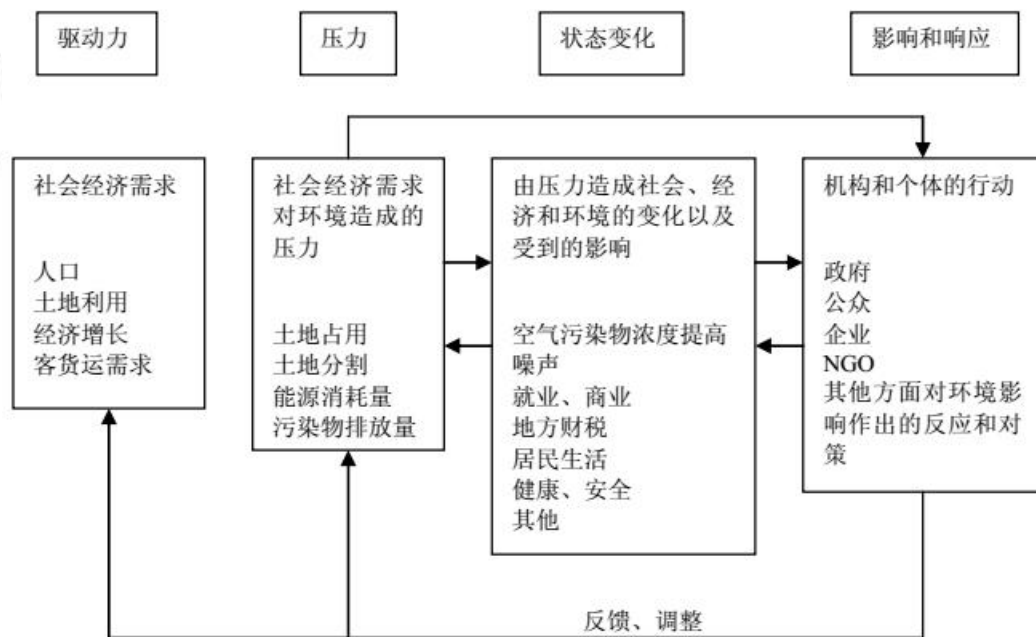 驱动力
压力
状态变化
影响和响应
社会经济需求
人口
土地利用
经济增长
客货运需求
社会经济需求
对环境造成的
压力
土地占用
土地分割
能源消耗量
污染物排放量
由压力造成社会、经
济和环境的变化以及
受到的影响
空气污染物浓度提高
噪声
就业、商业
地方财税
居民生活
健康、安全
其他
机构和个体的行动
政府
公众
企业
NGO
其他方面对环境影
响作出的反应和对
策
反馈、调整